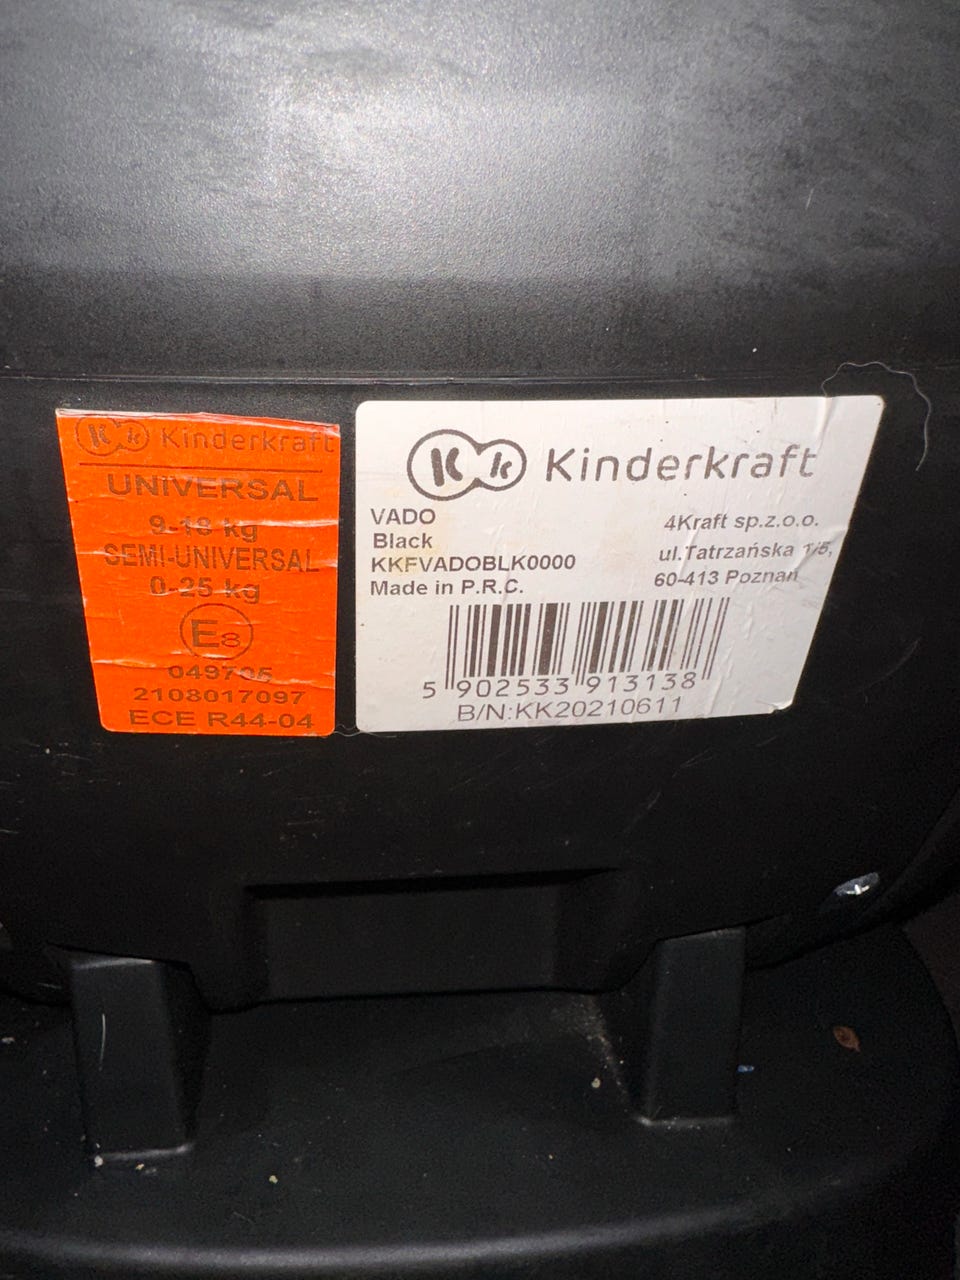 Kinderkraft
UNIVERSAL
9-18 kg
SEMI-UNIVERSAL
0-25 kg
E8
049705
2108017097
ECE R44-04
Kk Kinderkraft
VADO
Black
KKFVADOBLK0000
Made in P.R.C.
4Kraft sp.z.o.o.
ul.Tatrzańska 1/5,
60-413 Poznań
5 902533 913138
B/N:KK20210611